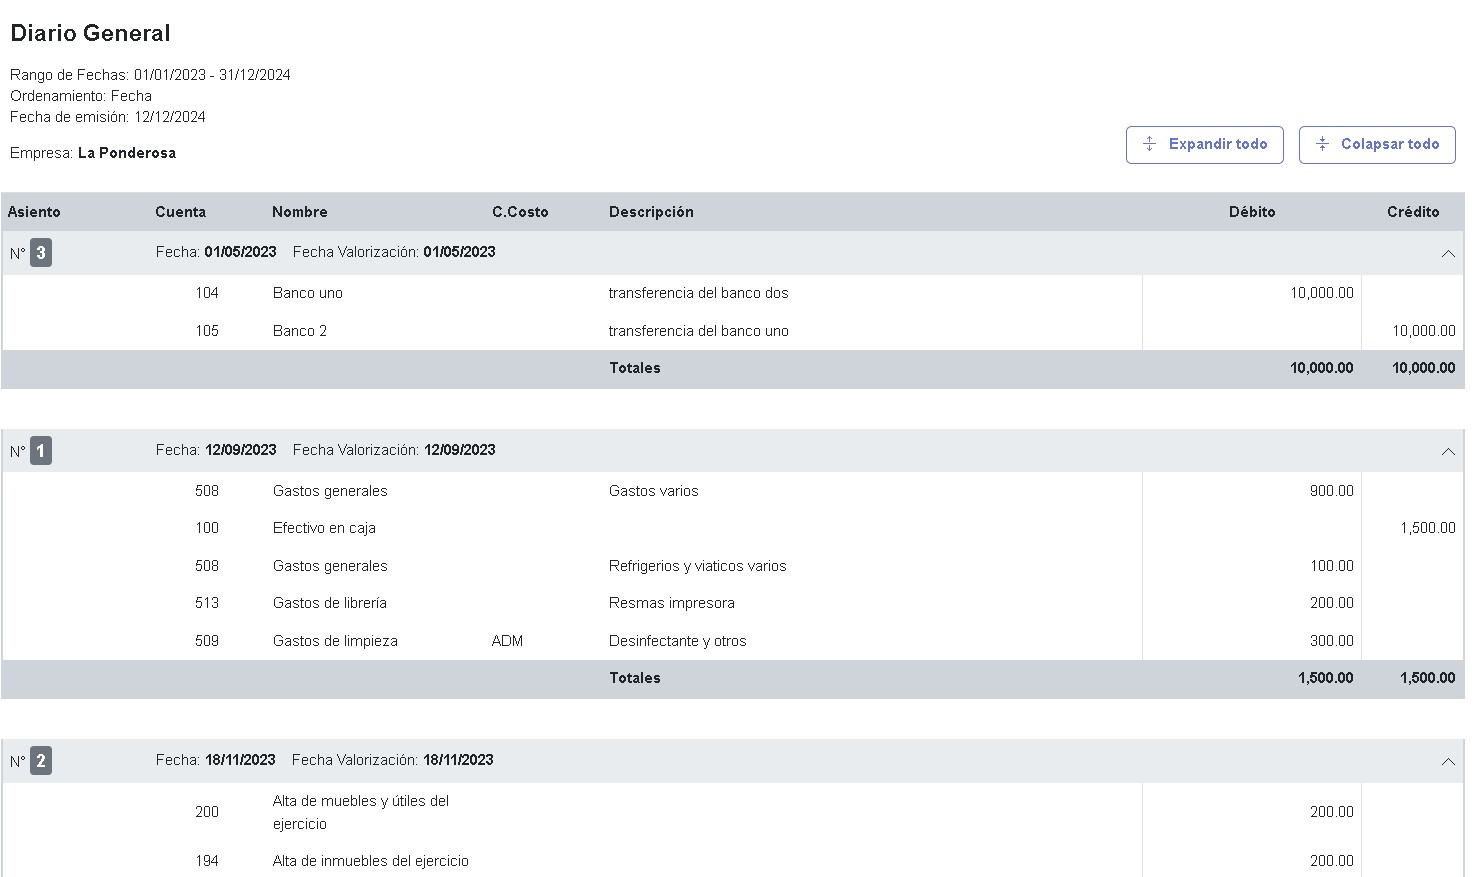 Diario General
Rango de Fechas: 01/01/2023 - 31/12/2024
Ordenamiento: Fecha
Fecha de emisión: 12/12/2024
Empresa: La Ponderosa
Expandir todo Colapsar todo
Asiento Cuenta Nombre C.Costo Descripción Débito Crédito
N° 3 Fecha: 01/05/2023 Fecha Valorización: 01/05/2023
104 Banco uno transferencia del banco dos 10,000.00
105 Banco 2 transferencia del banco uno 10,000.00
Totales 10,000.00 10,000.00
N° 1 Fecha: 12/09/2023 Fecha Valorización: 12/09/2023
508 Gastos generales Gastos varios 900.00
100 Efectivo en caja 1,500.00
508 Gastos generales Refrigerios y viaticos varios 100.00
513 Gastos de librería Resmas impresora 200.00
509 Gastos de limpieza ADM Desinfectante y otros 300.00
Totales 1,500.00 1,500.00
N° 2 Fecha: 18/11/2023 Fecha Valorización: 18/11/2023
200 Alta de muebles y útiles del 200.00
ejercicio
194 Alta de inmuebles del ejercicio 200.00